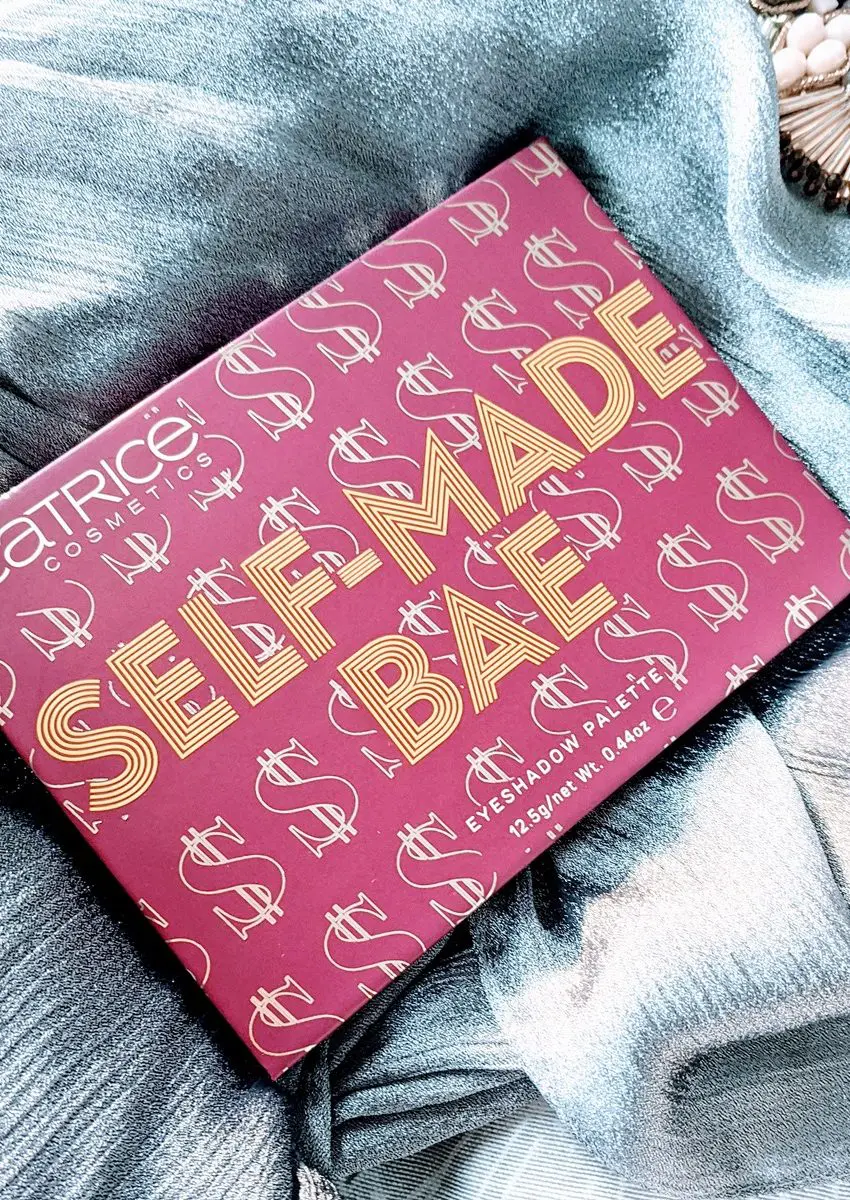 catrice
COSMETICS
SELF-MADE
BAE
EYESHADOW PALETTE
12.5g/net Wt. 0.44oz ℮